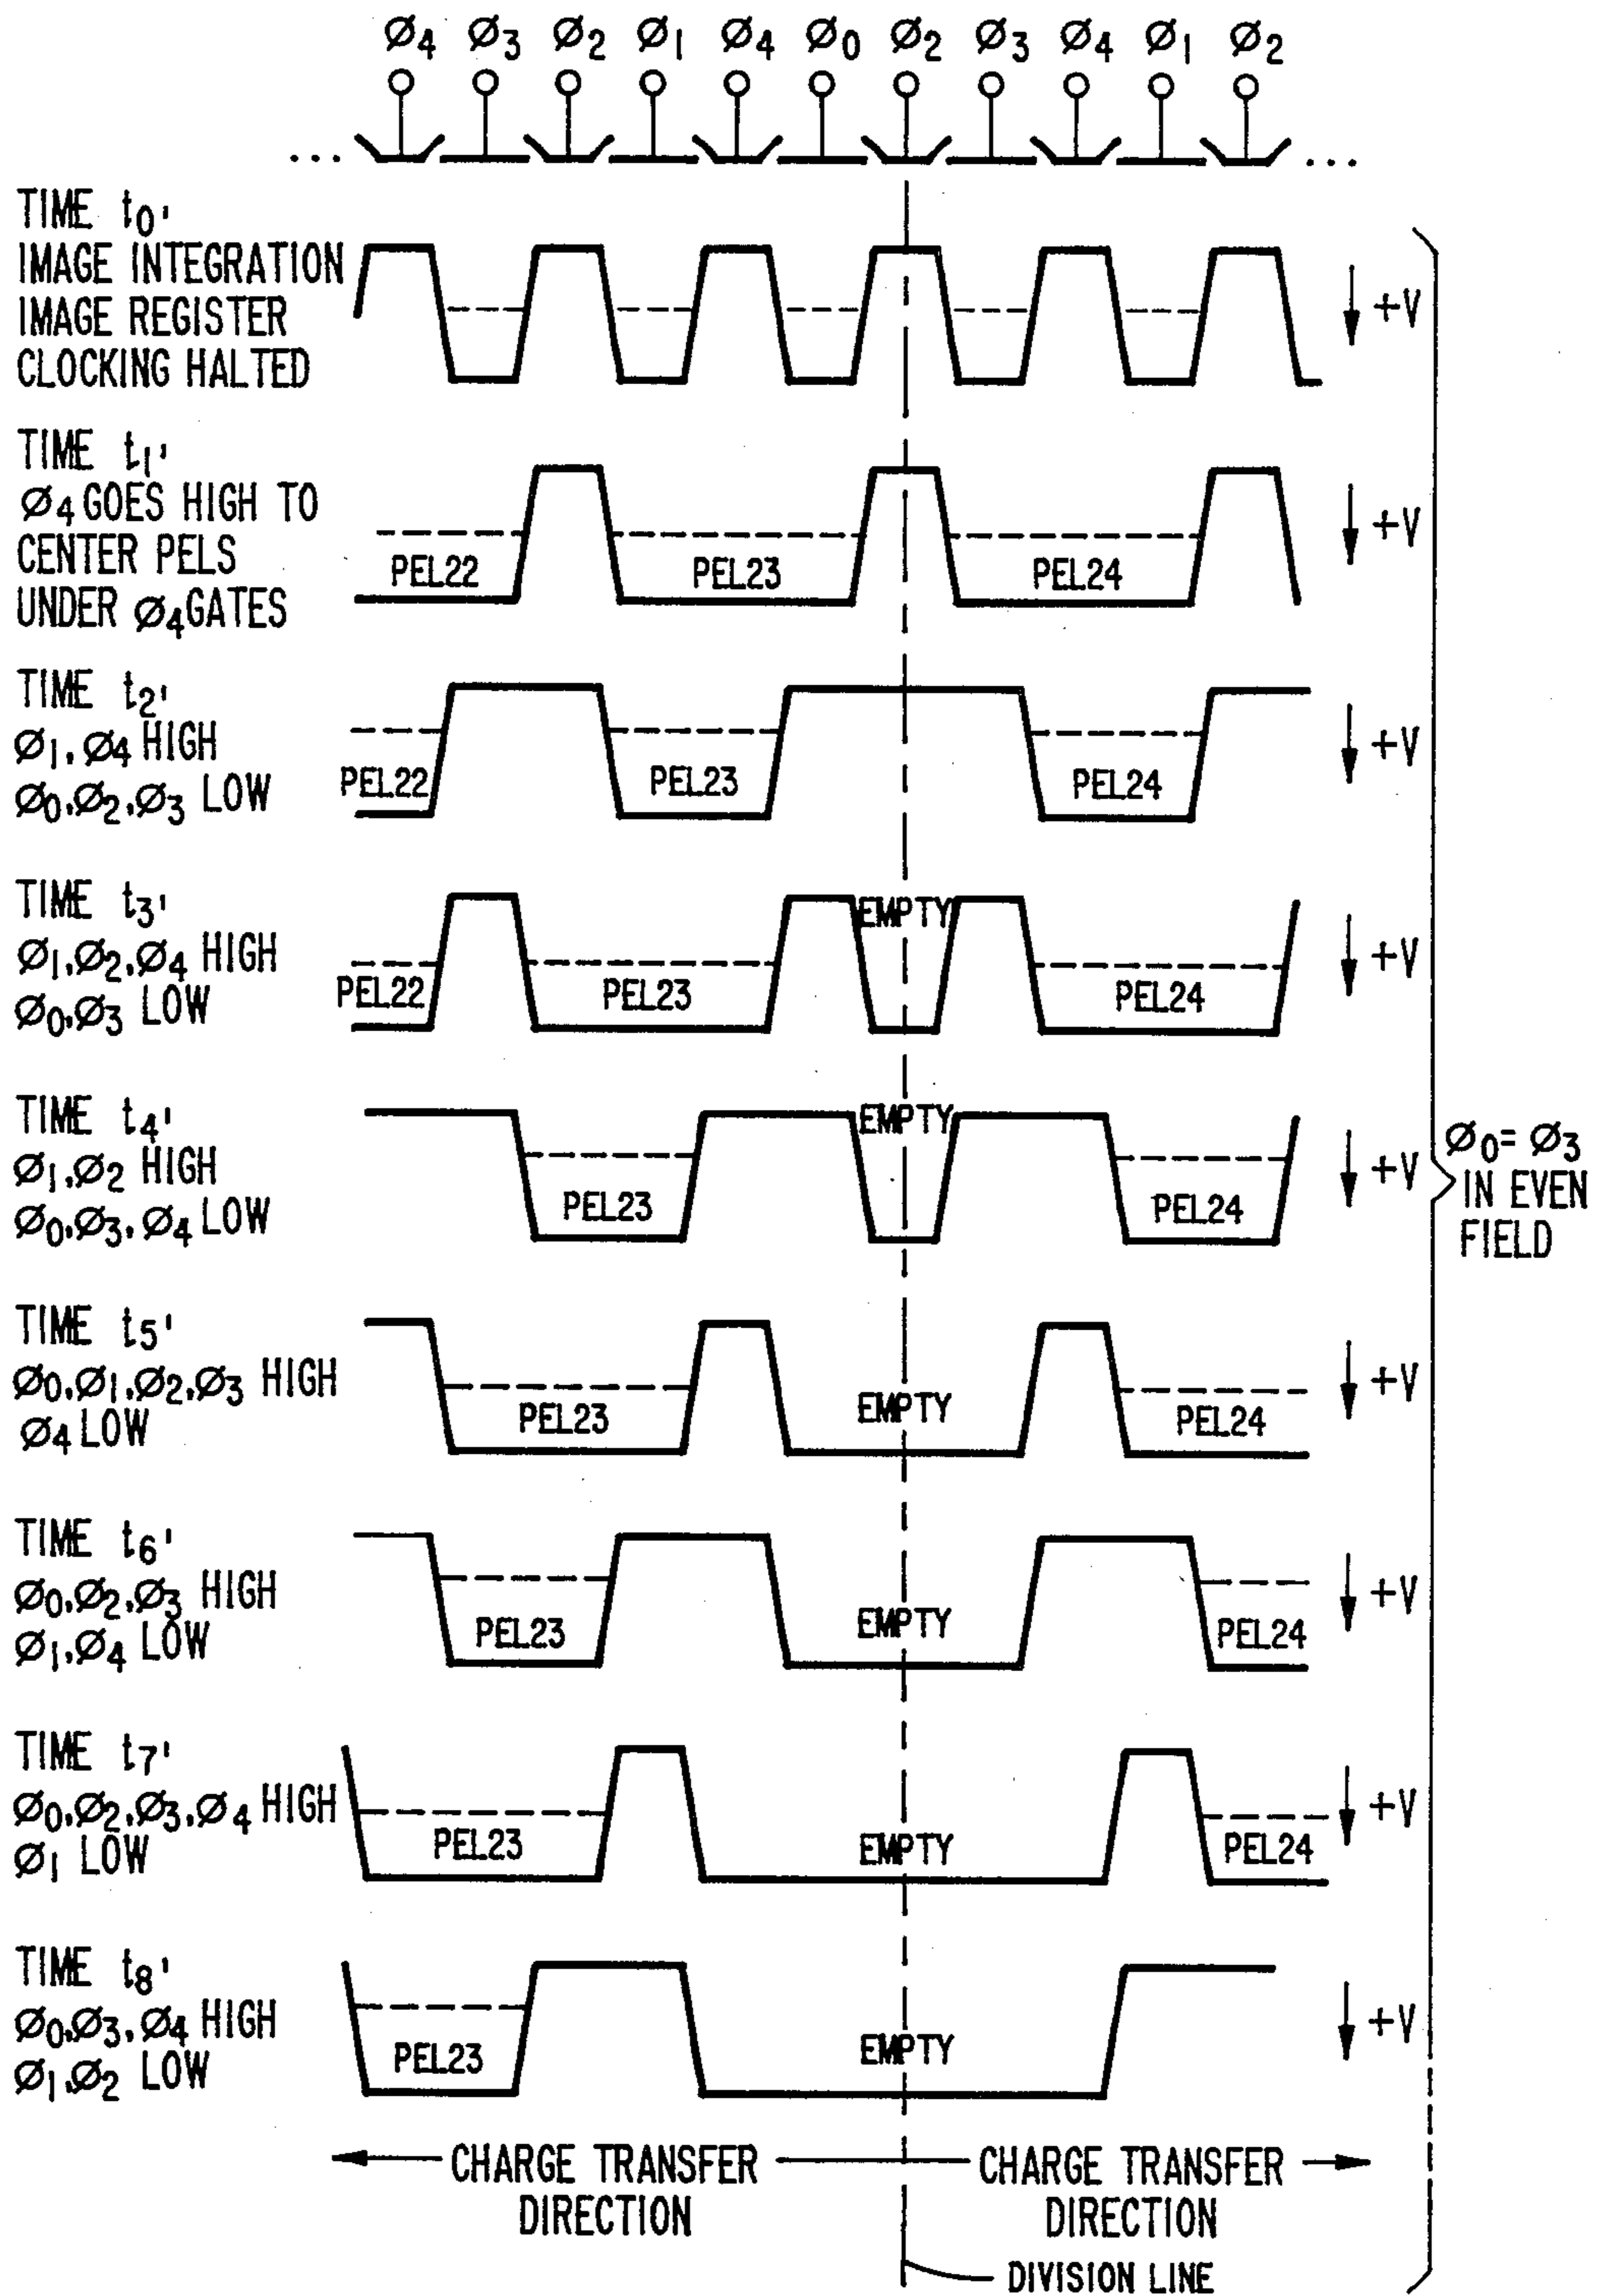 Ø4 Ø3 Ø2 Ø1 Ø4 Ø0 Ø2 Ø3 Ø4 Ø1 Ø2
... ...
TIME t0'
IMAGE INTEGRATION
IMAGE REGISTER
CLOCKING HALTED
+V
TIME t1'
Ø4 GOES HIGH TO
CENTER PELS
UNDER Ø4 GATES
PEL22 PEL23 PEL24
+V
TIME t2'
Ø1, Ø4 HIGH
Ø0, Ø2, Ø3 LOW
PEL22 PEL23 PEL24
+V
TIME t3'
Ø1, Ø2, Ø4 HIGH
Ø0, Ø3 LOW
PEL22 PEL23 EMPTY PEL24
+V
TIME t4'
Ø1, Ø2 HIGH
Ø0, Ø3, Ø4 LOW
PEL23 EMPTY PEL24
+V
Ø0 = Ø3
IN EVEN
FIELD
TIME t5'
Ø0, Ø1, Ø2, Ø3 HIGH
Ø4 LOW
PEL23 EMPTY PEL24
+V
TIME t6'
Ø0, Ø2, Ø3 HIGH
Ø1, Ø4 LOW
PEL23 EMPTY PEL24
+V
TIME t7'
Ø0, Ø2, Ø3, Ø4 HIGH
Ø1 LOW
PEL23 EMPTY PEL24
+V
TIME t8'
Ø0, Ø3, Ø4 HIGH
Ø1, Ø2 LOW
PEL23 EMPTY
+V
CHARGE TRANSFER
DIRECTION
CHARGE TRANSFER
DIRECTION
DIVISION LINE